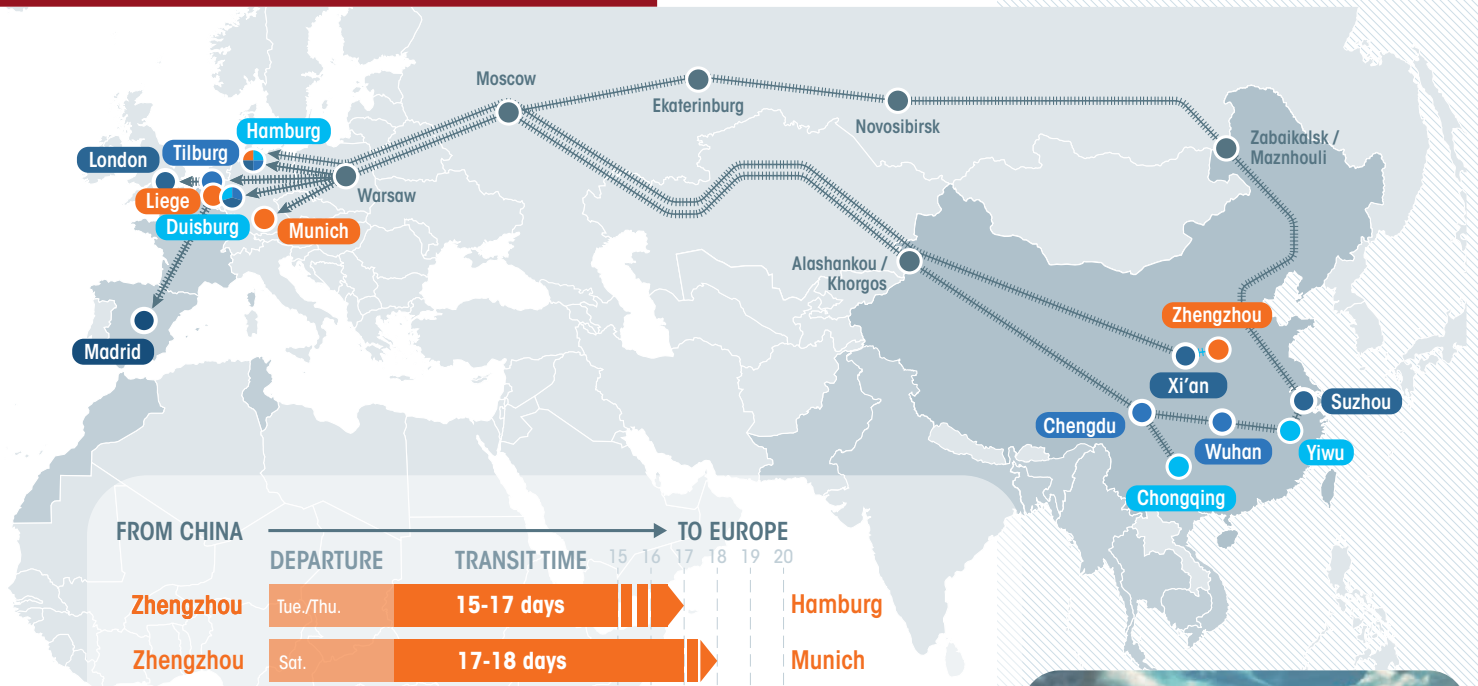 Moscow
Ekaterinburg
Novosibirsk
Zabaikalsk /
Maznhouli
Hamburg
London
Tilburg
Warsaw
Liege
Duisburg
Munich
Alashankou /
Khorgos
Madrid
Zhengzhou
Xi'an
Suzhou
Chengdu
Wuhan
Yiwu
Chongqing
FROM CHINA TO EUROPE
DEPARTURE TRANSIT TIME 15 16 17 18 19 20
Zhengzhou Tue./Thu. 15-17 days Hamburg
Zhengzhou Sat. 17-18 days Munich